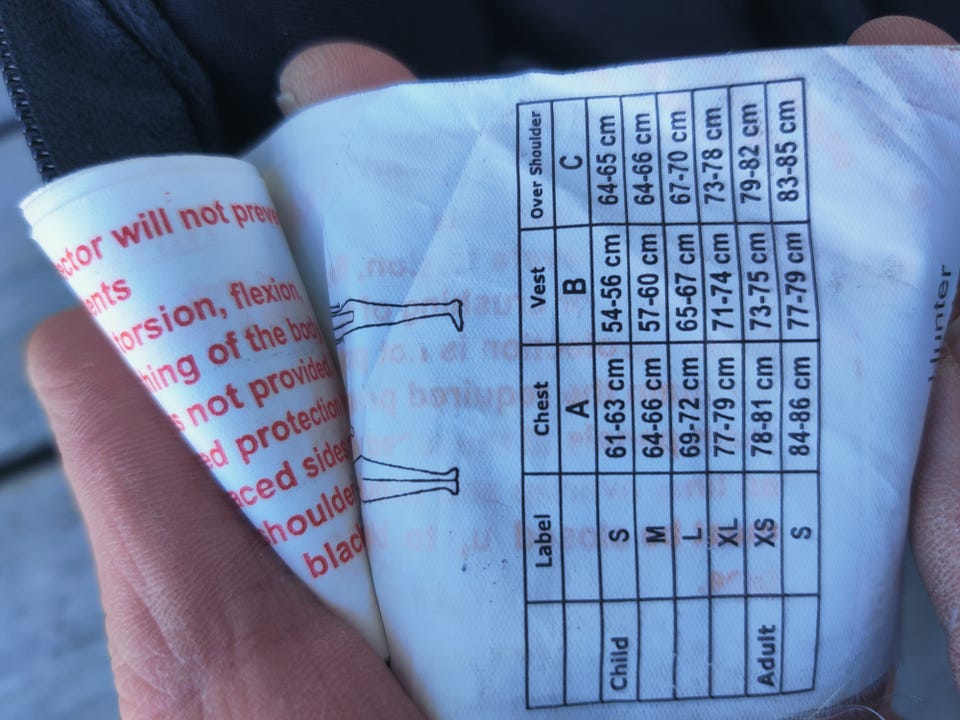 ector will not preve
ents
torsion, flexion,
hing of the body
s not provided
ed protection
aced sides
shoulder
black
Label Chest Vest Over Shoulder
A B C
Child S 61-63 cm 54-56 cm 64-65 cm
M 64-66 cm 57-60 cm 64-66 cm
L 69-72 cm 65-67 cm 67-70 cm
XL 77-79 cm 71-74 cm 73-78 cm
Adult XS 78-81 cm 73-75 cm 79-82 cm
S 84-86 cm 77-79 cm 83-85 cm
Hunter